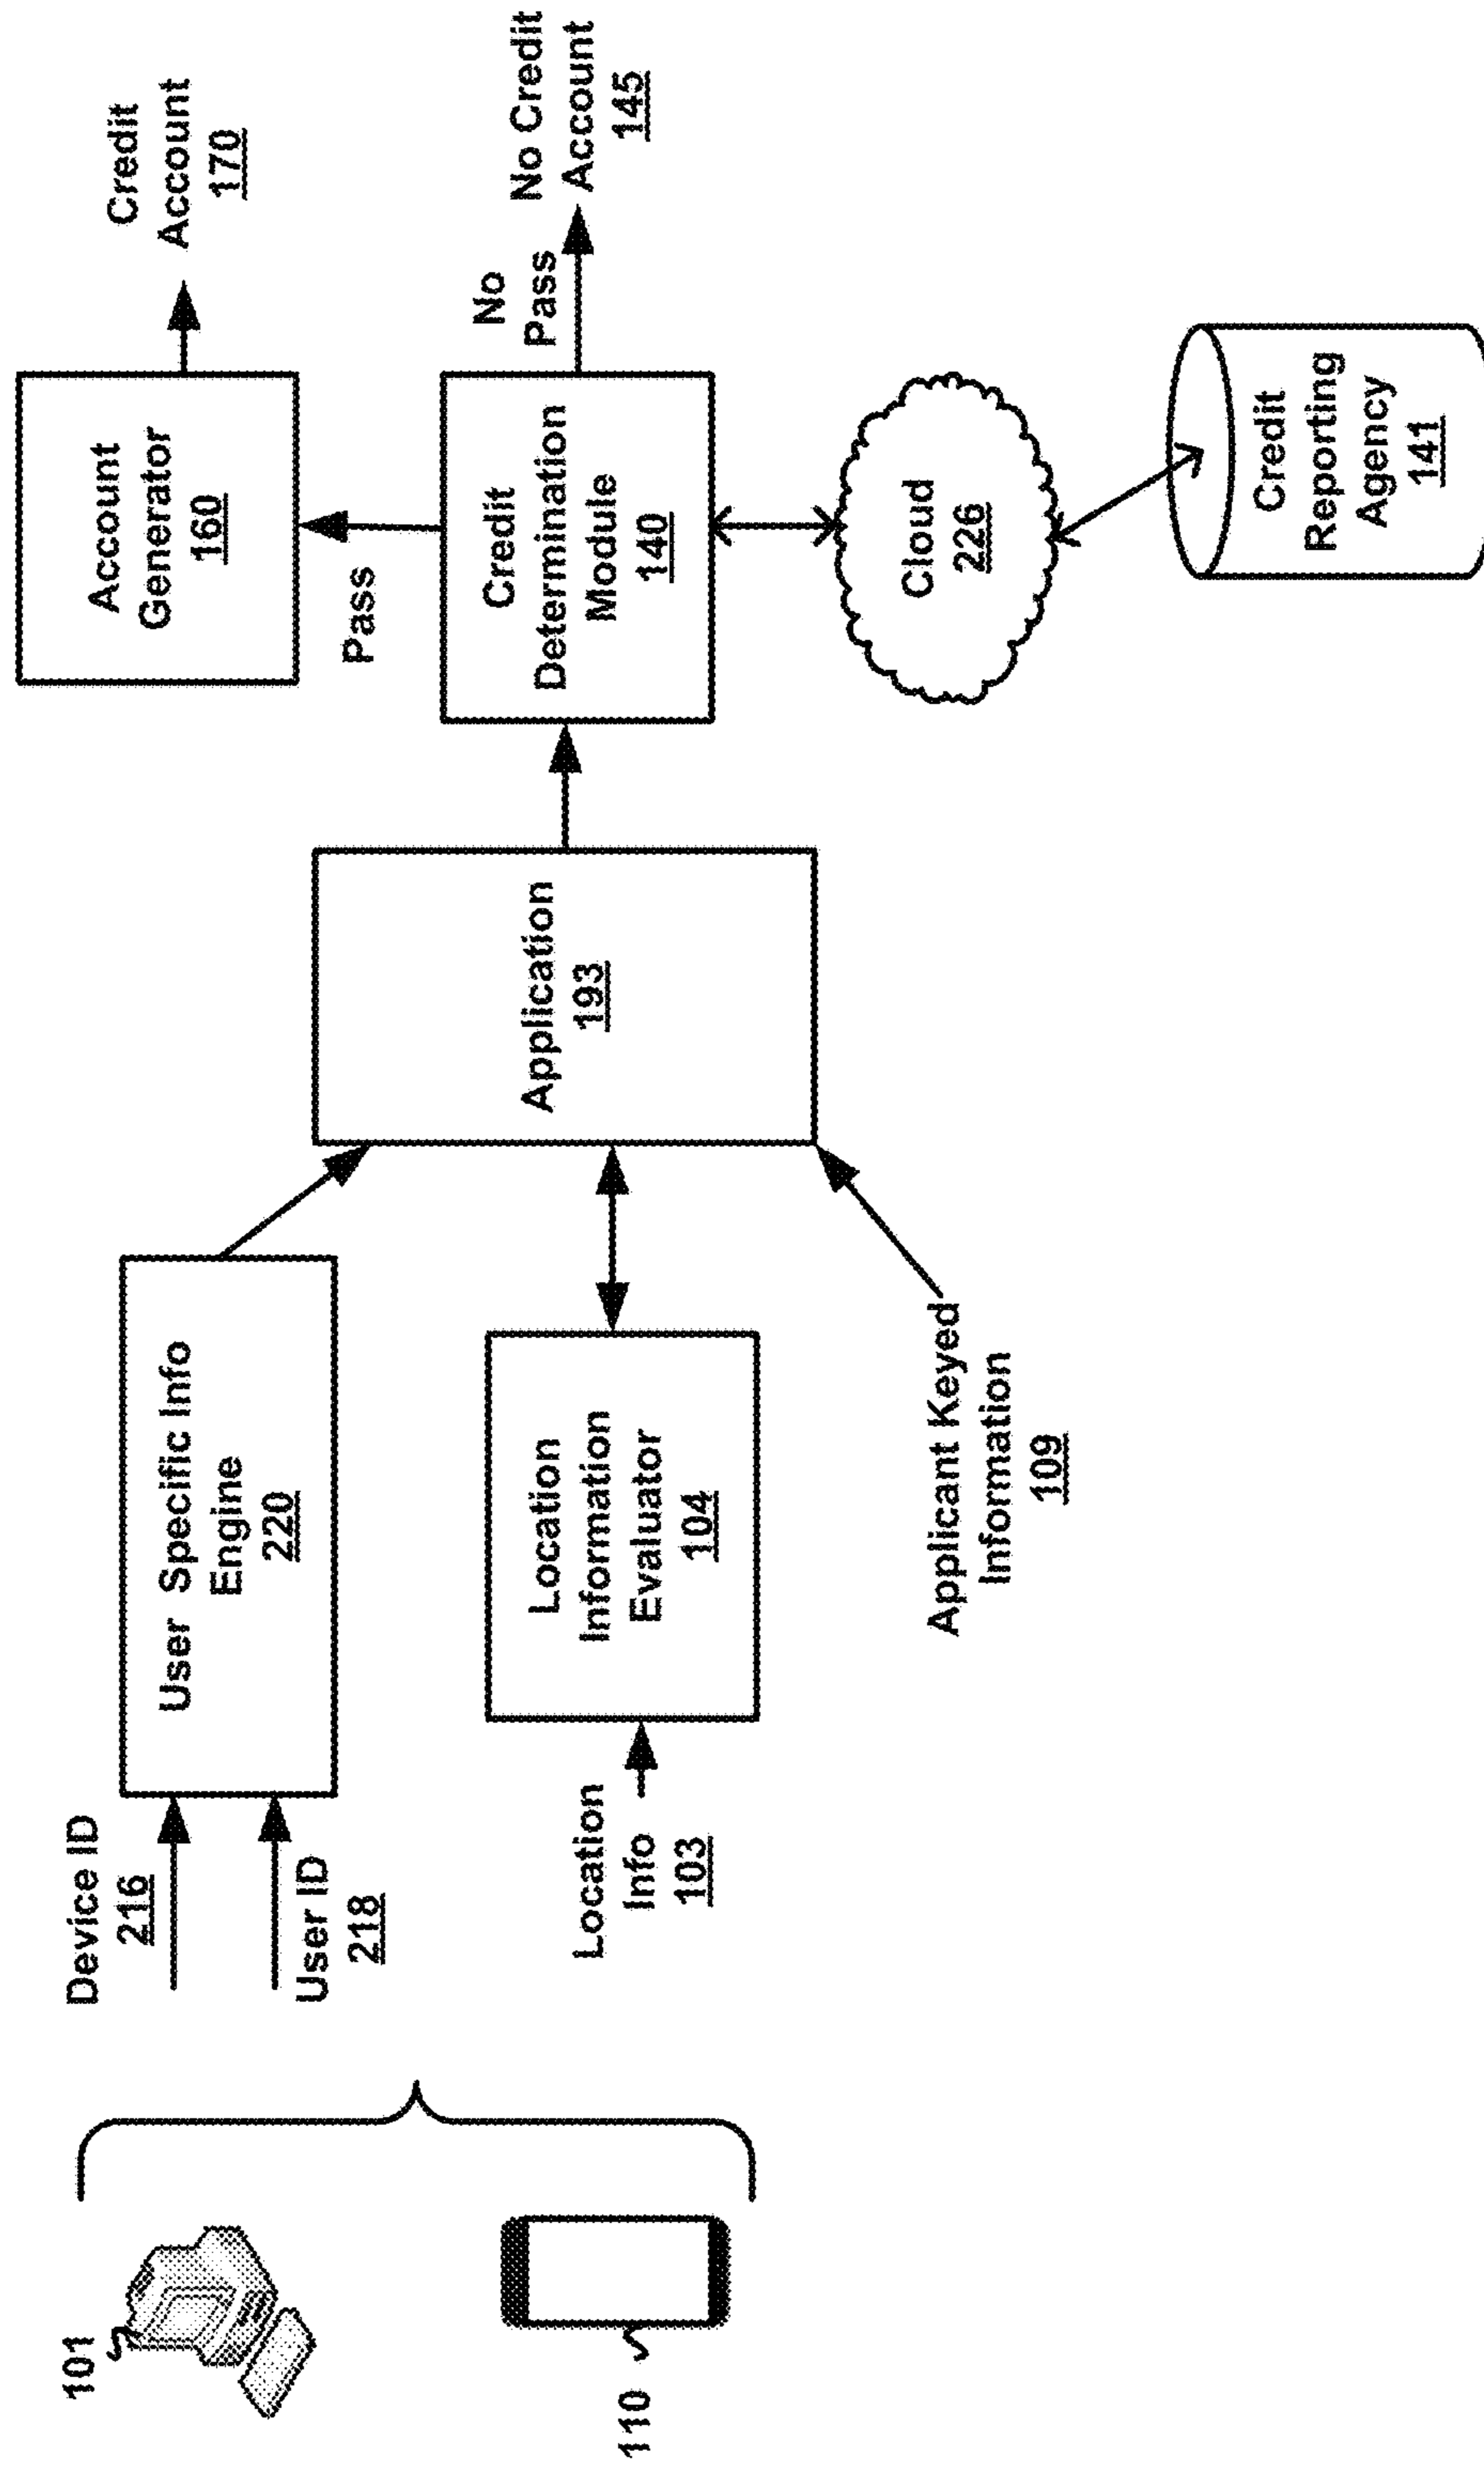 101
110
Device ID
216
User ID
218
Location
Info
103
User Specific Info
Engine
220
Location
Information
Evaluator
104
Applicant Keyed
Information
109
Application
193
Account
Generator
160
Pass
Credit
Determination
Module
140
Cloud
226
Credit
Reporting
Agency
141
Credit
Account
170
No
Pass
No Credit
Account
145